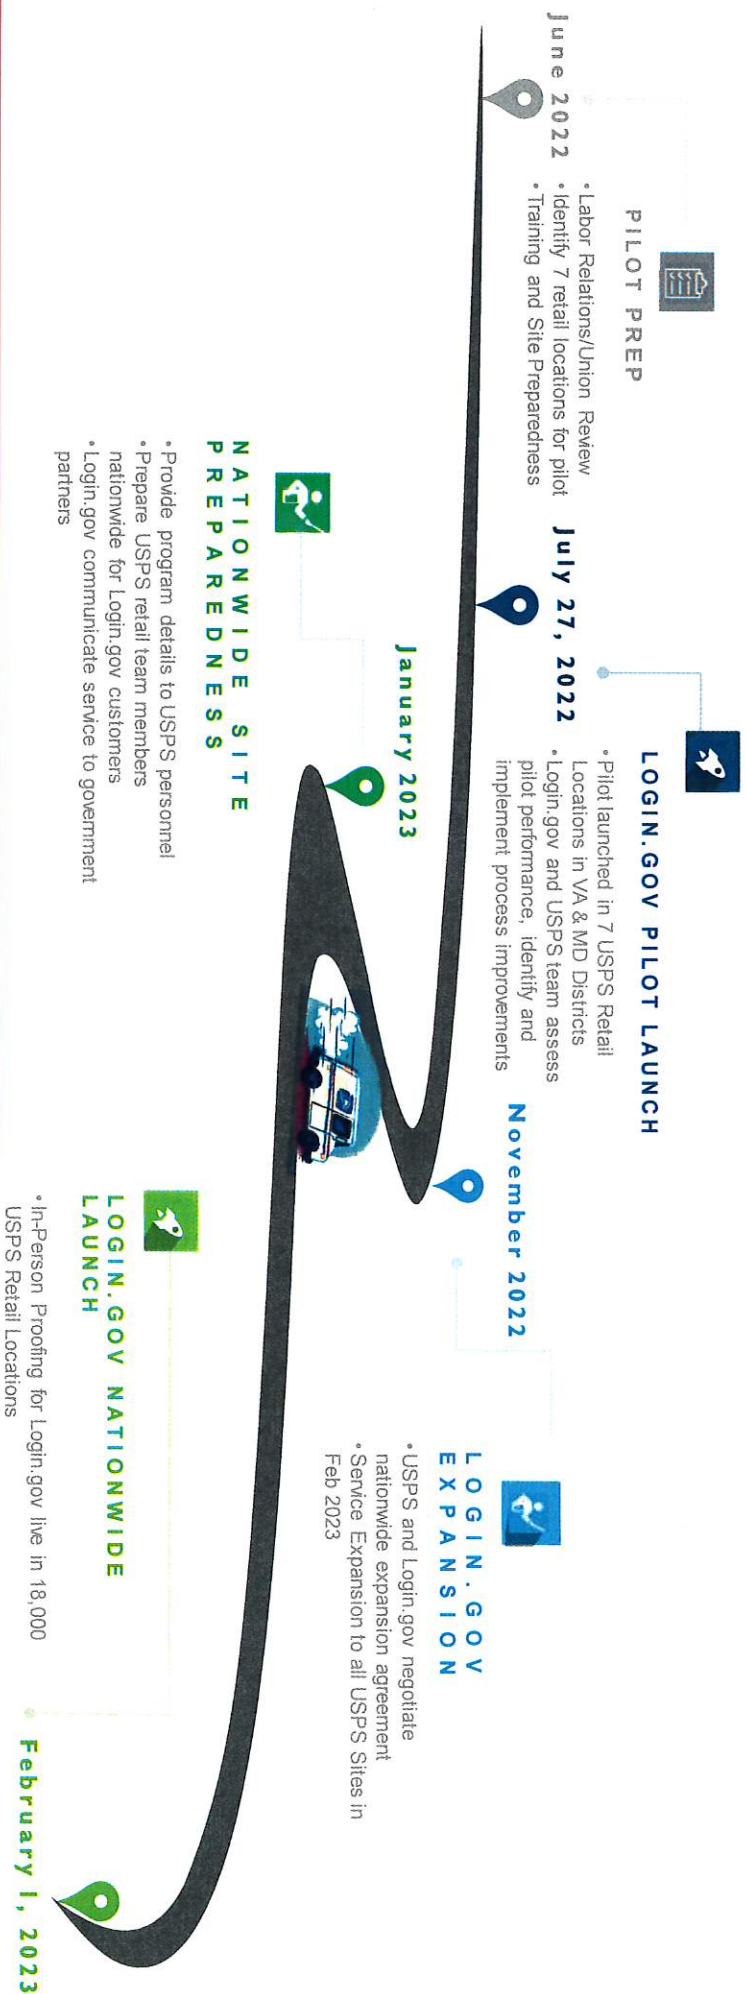 June 2022
PILOT PREP
• Labor Relations/Union Review
• Identify 7 retail locations for pilot
• Training and Site Preparedness
July 27, 2022
LOGIN.GOV PILOT LAUNCH
• Pilot launched in 7 USPS Retail
Locations in VA & MD Districts
• Login.gov and USPS team assess
pilot performance, identify and
implement process improvements
November 2022
LOGIN.GOV
EXPANSION
• USPS and Login.gov negotiate
nationwide expansion agreement
• Service Expansion to all USPS Sites in
Feb 2023
January 2023
NATIONWIDE SITE
PREPAREDNESS
• Provide program details to USPS personnel
• Prepare USPS retail team members
nationwide for Login.gov customers
• Login.gov communicate service to government
partners
LOGIN.GOV NATIONWIDE
LAUNCH
• In-Person Proofing for Login.gov live in 18,000
USPS Retail Locations
February 1, 2023